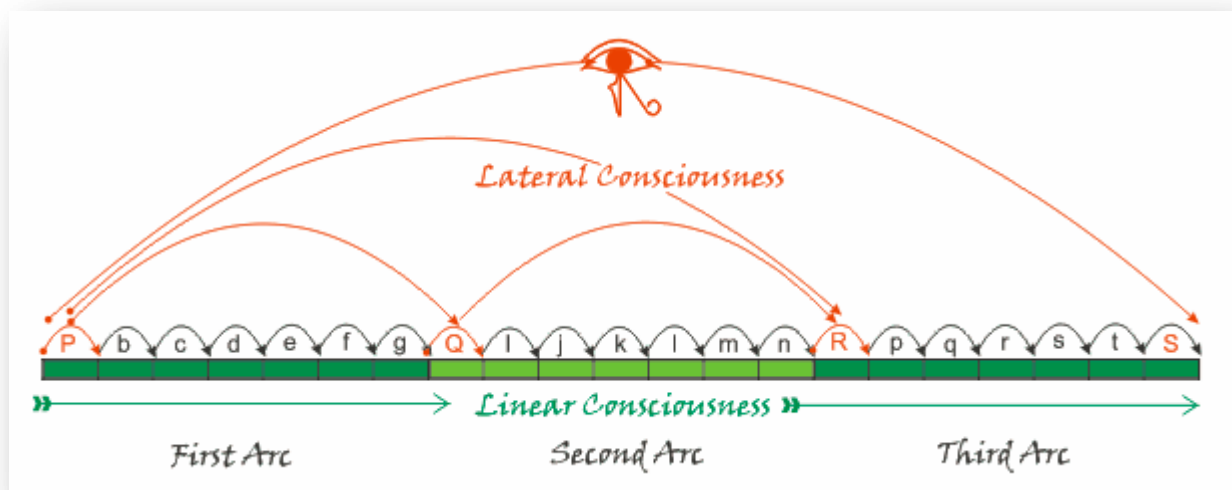 Lateral Consciousness
P b c d e f g Q l j k l m n R p q r s t S
Linear Consciousness
First Arc Second Arc Third Arc